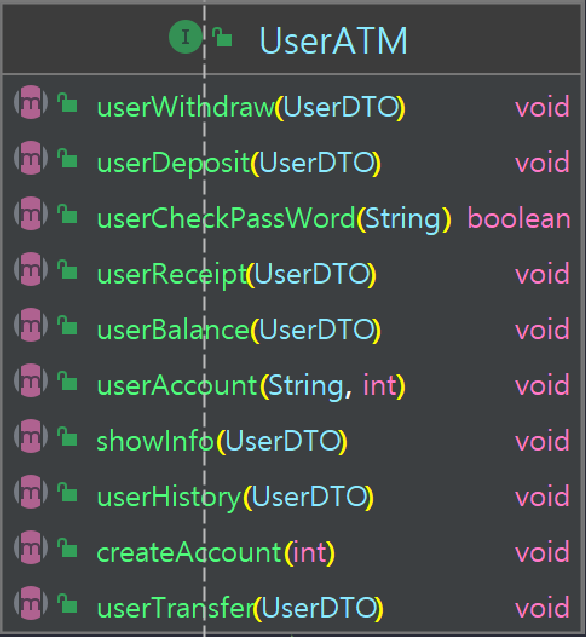 I UserATM
m userWithdraw(UserDTO) void
m userDeposit(UserDTO) void
m userCheckPassWord(String) boolean
m userReceipt(UserDTO) void
m userBalance(UserDTO) void
m userAccount(String, int) void
m showInfo(UserDTO) void
m userHistory(UserDTO) void
m createAccount(int) void
m userTransfer(UserDTO) void